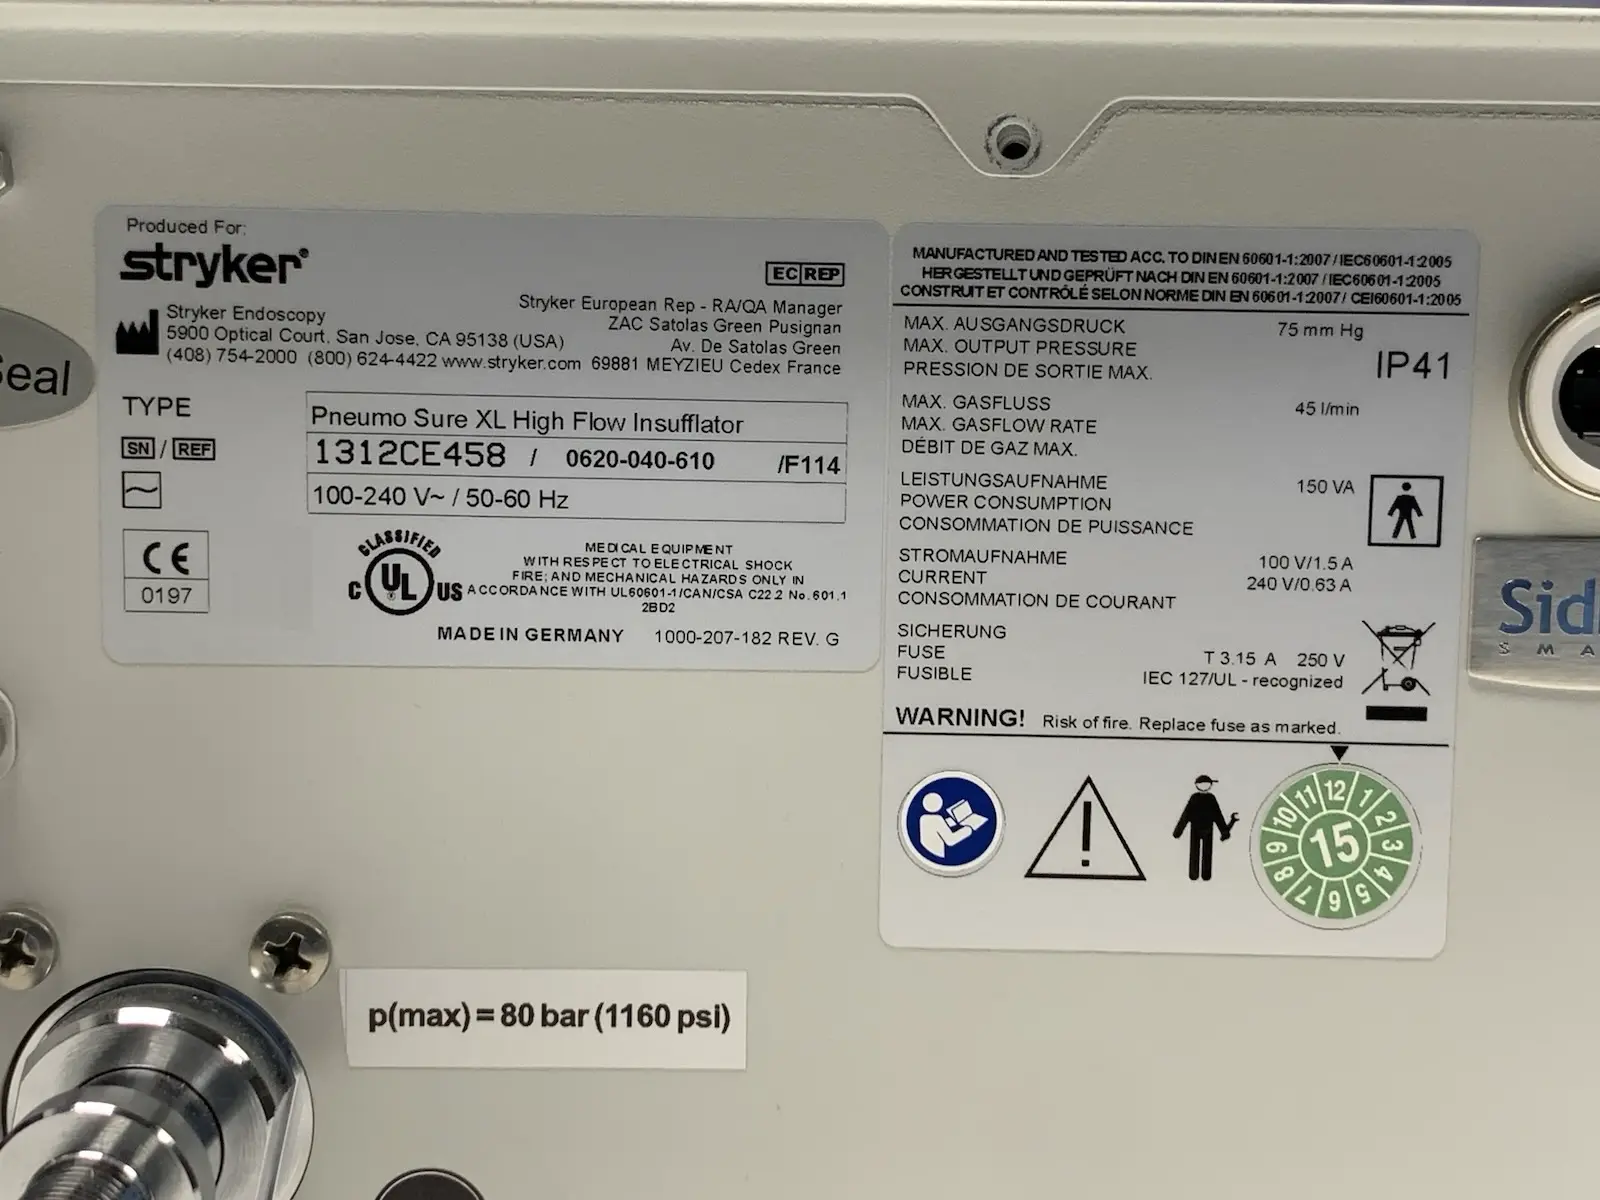 Produced For:
stryker®
EC REP
Stryker Endoscopy
5900 Optical Court, San Jose, CA 95138 (USA)
(408) 754-2000 (800) 624-4422 www.stryker.com
Stryker European Rep - RA/QA Manager
ZAC Satolas Green Pusignan
Av. De Satolas Green
69881 MEYZIEU Cedex France
TYPE
Pneumo Sure XL High Flow Insufflator
SN / REF
1312CE458 / 0620-040-610 /F114
100-240 V~ / 50-60 Hz
CE
0197
CLASSIFIED
C UL US
MEDICAL EQUIPMENT
WITH RESPECT TO ELECTRICAL SHOCK
FIRE; AND MECHANICAL HAZARDS ONLY IN
ACCORDANCE WITH UL60601-1/CAN/CSA C22.2 No.601.1
2BD2
MADE IN GERMANY 1000-207-182 REV. G
MANUFACTURED AND TESTED ACC. TO DIN EN 60601-1:2007 / IEC60601-1:2005
HERGESTELLT UND GEPRÜFT NACH DIN EN 60601-1:2007 / IEC60601-1:2005
CONSTRUIT ET CONTRÔLÉ SELON NORME DIN EN 60601-1:2007 / CEI60601-1:2005
MAX. AUSGANGSDRUCK 75 mm Hg
MAX. OUTPUT PRESSURE
PRESSION DE SORTIE MAX.
IP41
MAX. GASFLUSS 45 l/min
MAX. GASFLOW RATE
DÉBIT DE GAZ MAX.
LEISTUNGSAUFNAHME 150 VA
POWER CONSUMPTION
CONSOMMATION DE PUISSANCE
STROMAUFNAHME 100 V/1.5 A
CURRENT 240 V/0.63 A
CONSOMMATION DE COURANT
SICHERUNG
FUSE T 3.15 A 250 V
FUSIBLE IEC 127/UL - recognized
WARNING! Risk of fire. Replace fuse as marked.
12 1 2 3 4 5 6 7 8 9 10 11
15
p(max) = 80 bar (1160 psi)
Seal
Sid
S M A